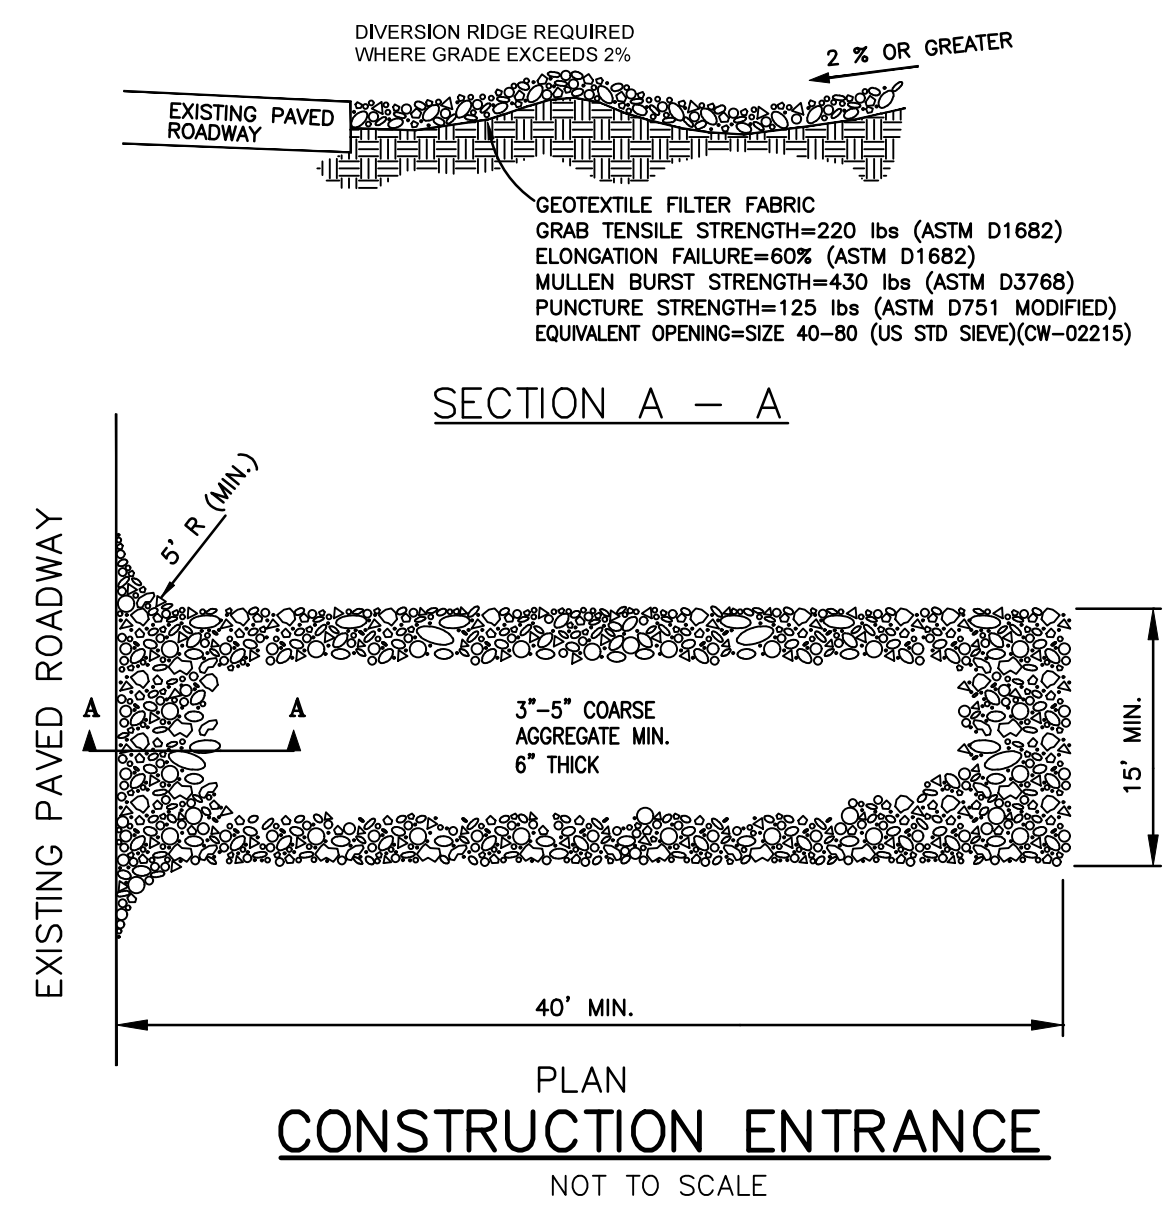 DIVERSION RIDGE REQUIRED
WHERE GRADE EXCEEDS 2%
2 % OR GREATER
EXISTING PAVED
ROADWAY
GEOTEXTILE FILTER FABRIC
GRAB TENSILE STRENGTH=220 lbs (ASTM D1682)
ELONGATION FAILURE=60% (ASTM D1682)
MULLEN BURST STRENGTH=430 lbs (ASTM D3768)
PUNCTURE STRENGTH=125 lbs (ASTM D751 MODIFIED)
EQUIVALENT OPENING=SIZE 40-80 (US STD SIEVE)(CW-02215)
SECTION A - A
5' R (MIN.)
EXISTING PAVED ROADWAY
A
A
3"-5" COARSE
AGGREGATE MIN.
6" THICK
15' MIN.
40' MIN.
PLAN
CONSTRUCTION ENTRANCE
NOT TO SCALE